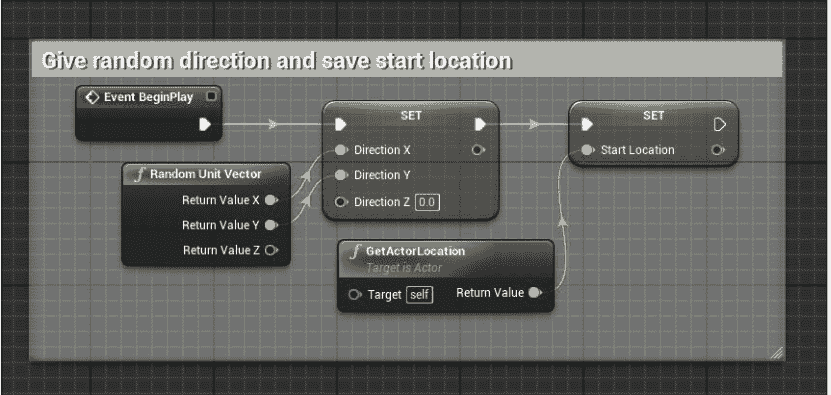 Give random direction and save start location
Event BeginPlay
SET
SET
Direction X
Start Location
Random Unit Vector
Direction Y
Return Value X
Direction Z 0.0
Return Value Y
Return Value Z
GetActorLocation
Target is Actor
Target self
Return Value